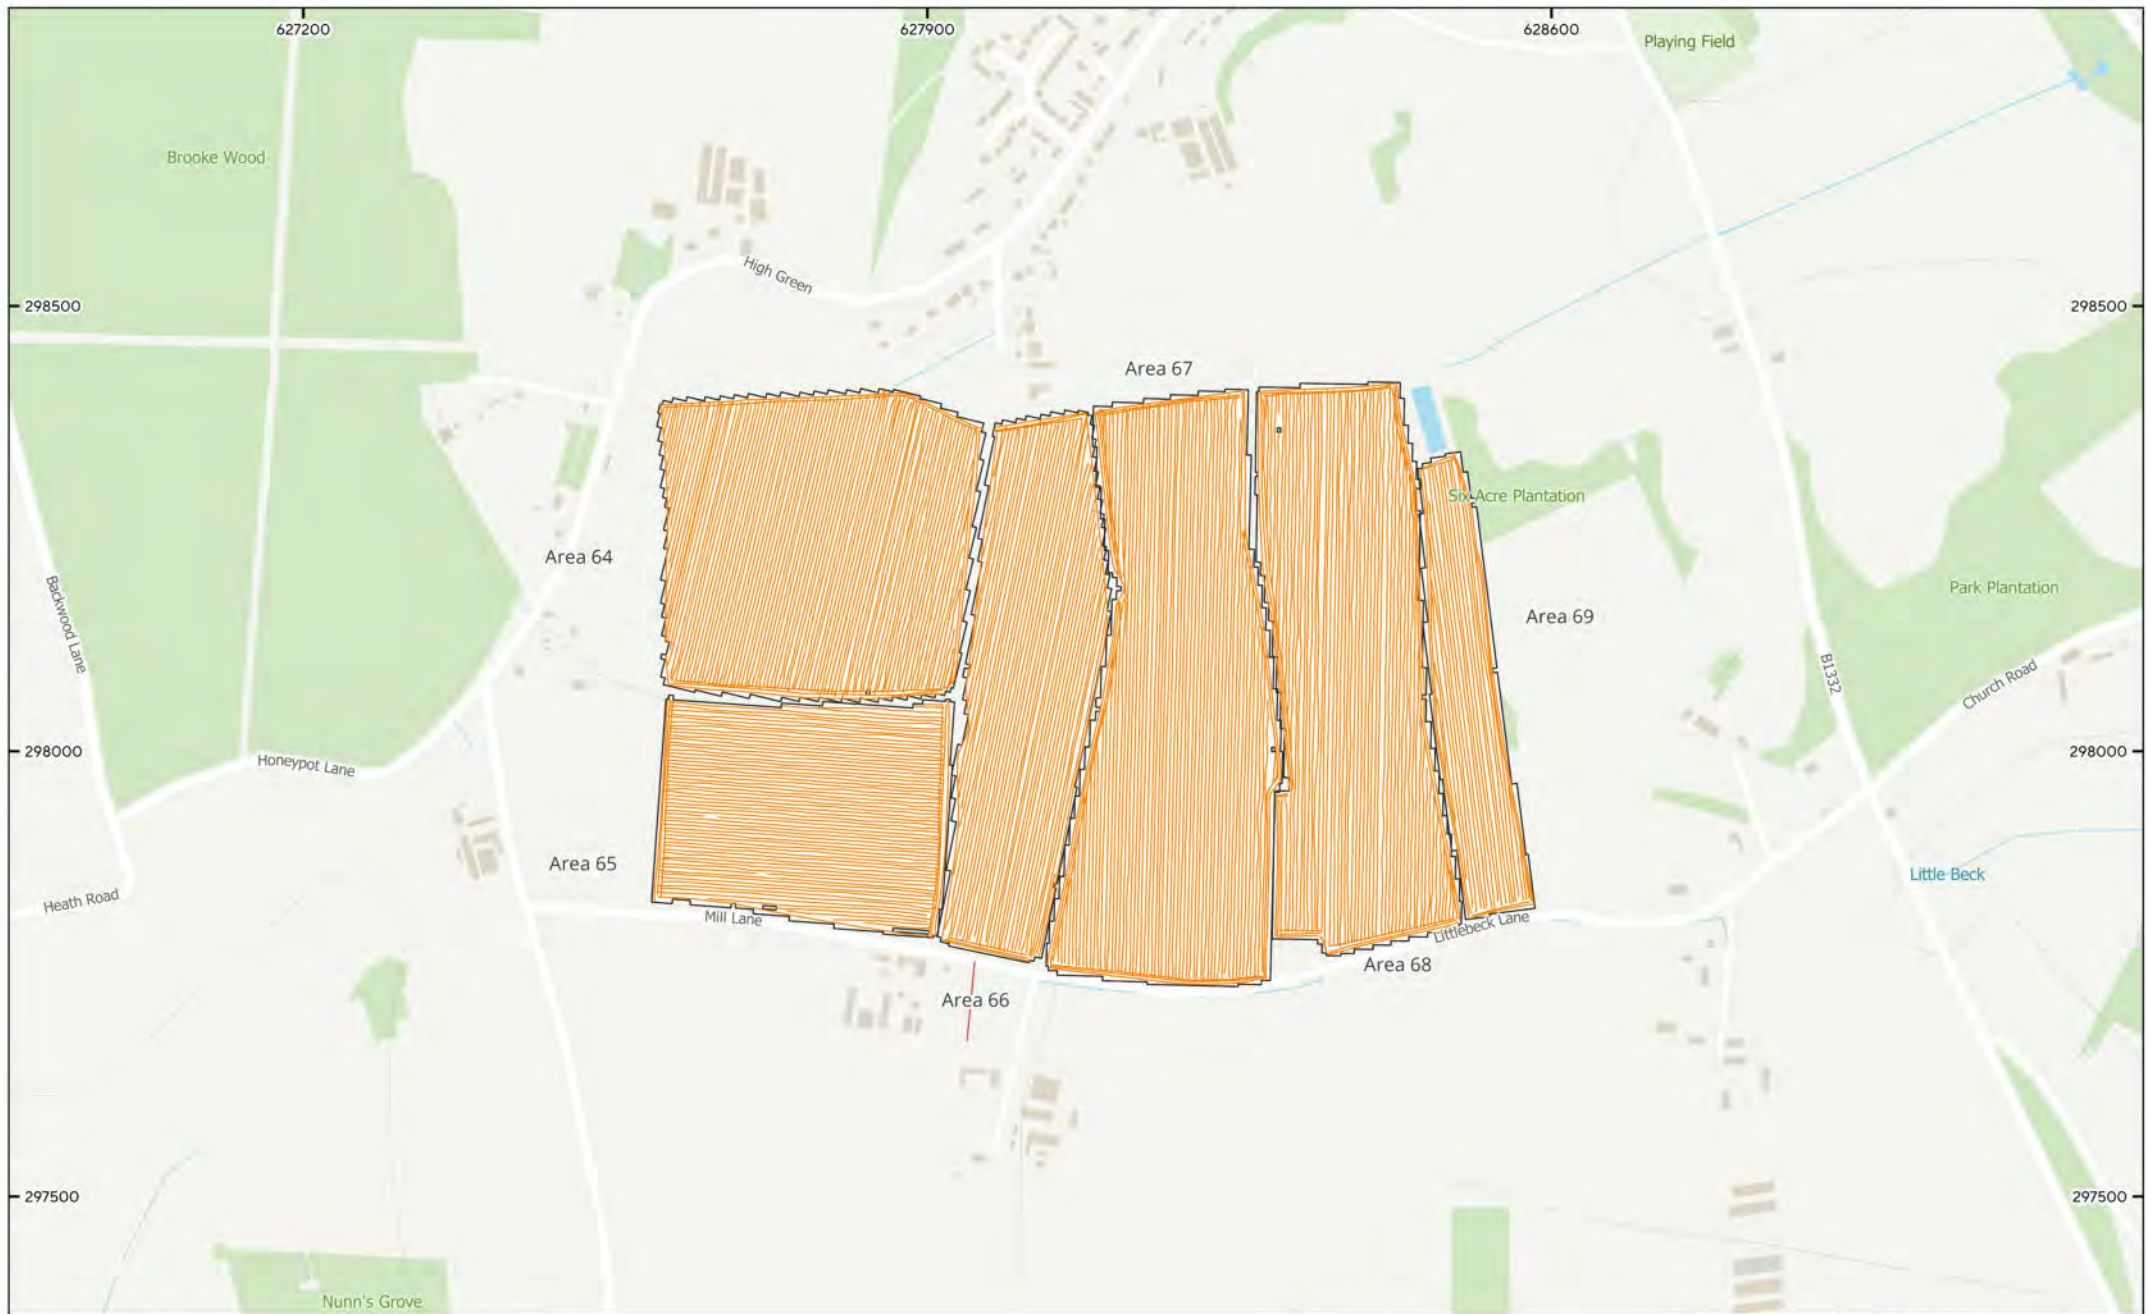 627200
627900
628600
Playing Field
Brooke Wood
High Green
298500
298500
Area 67
Six Acre Plantation
Area 64
Backwood Lane
Park Plantation
Area 69
B1332
Church Road
298000
298000
Honeypot Lane
Area 65
Little Beck
Heath Road
Mill Lane
Littlebeck Lane
Area 68
Area 66
297500
297500
Nunn's Grove